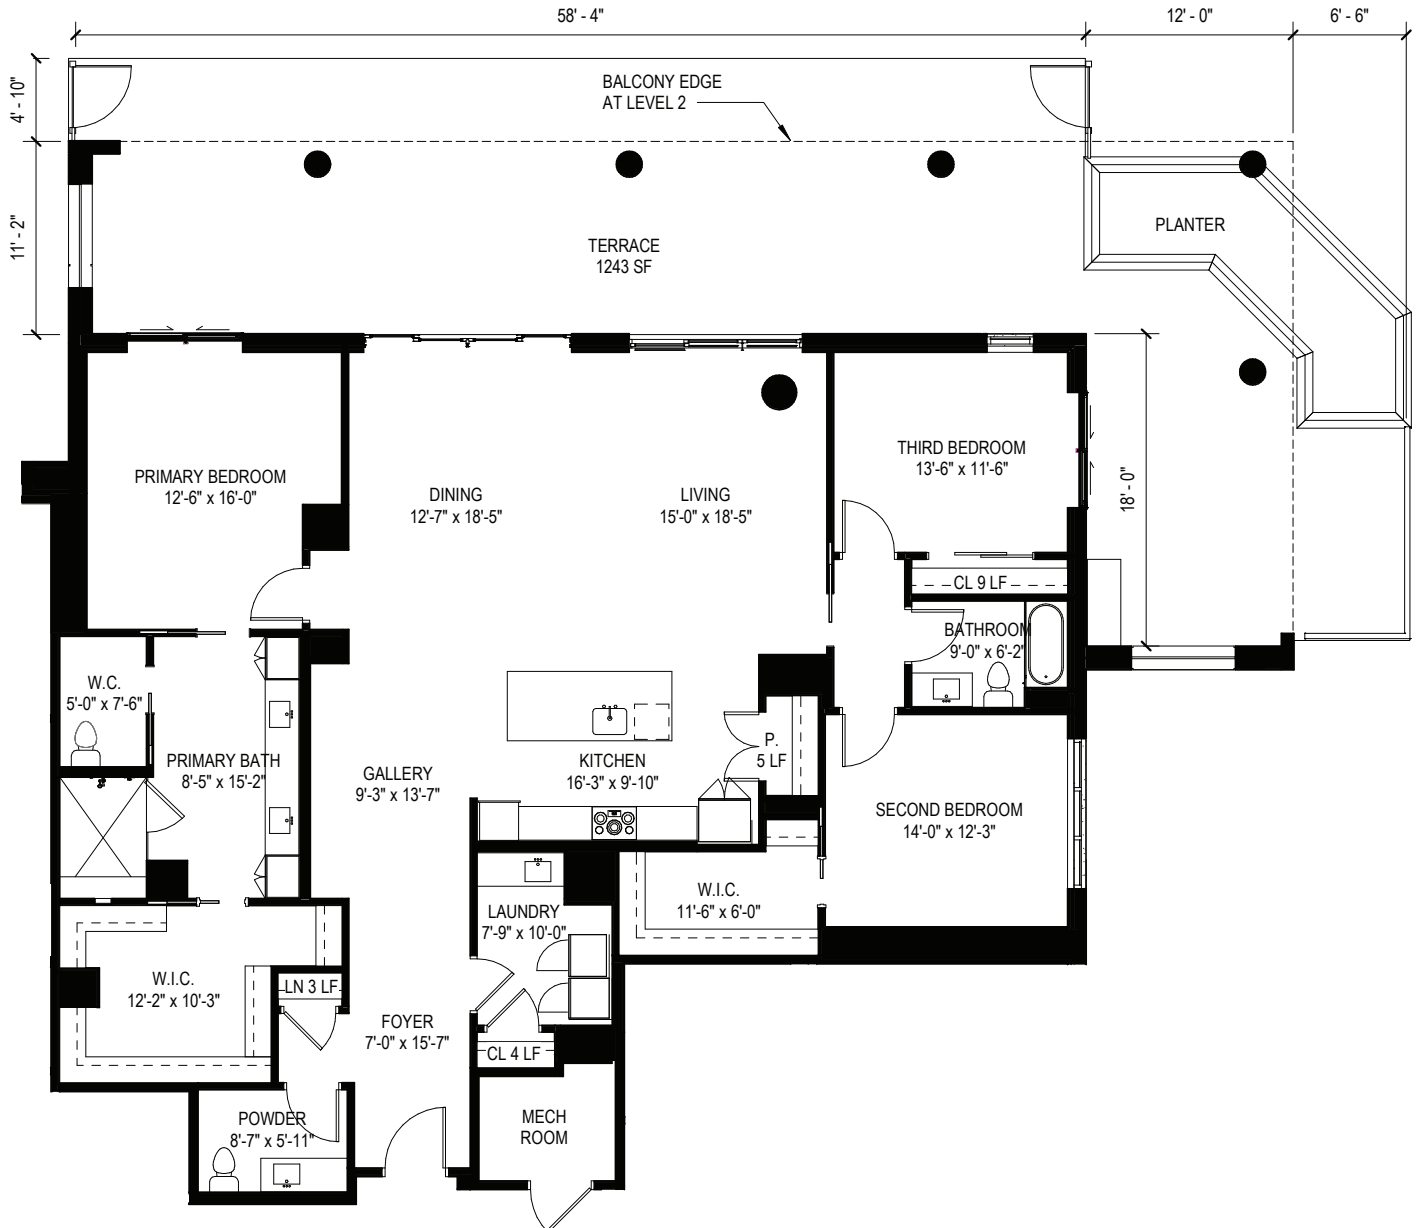 58' - 4"
12' - 0"
6' - 6"
4' - 10"
BALCONY EDGE
AT LEVEL 2
11' - 2"
TERRACE
1243 SF
PLANTER
PRIMARY BEDROOM
12'-6" x 16'-0"
DINING
12'-7" x 18'-5"
LIVING
15'-0" x 18'-5"
THIRD BEDROOM
13'-6" x 11'-6"
18' - 0"
CL 9 LF
BATHROOM
9'-0" x 6'-2"
W.C.
5'-0" x 7'-6"
PRIMARY BATH
8'-5" x 15'-2"
GALLERY
9'-3" x 13'-7"
KITCHEN
16'-3" x 9'-10"
P.
5 LF
SECOND BEDROOM
14'-0" x 12'-3"
W.I.C.
11'-6" x 6'-0"
LAUNDRY
7'-9" x 10'-0"
W.I.C.
12'-2" x 10'-3"
LN 3 LF
FOYER
7'-0" x 15'-7"
CL 4 LF
POWDER
8'-7" x 5'-11"
MECH
ROOM